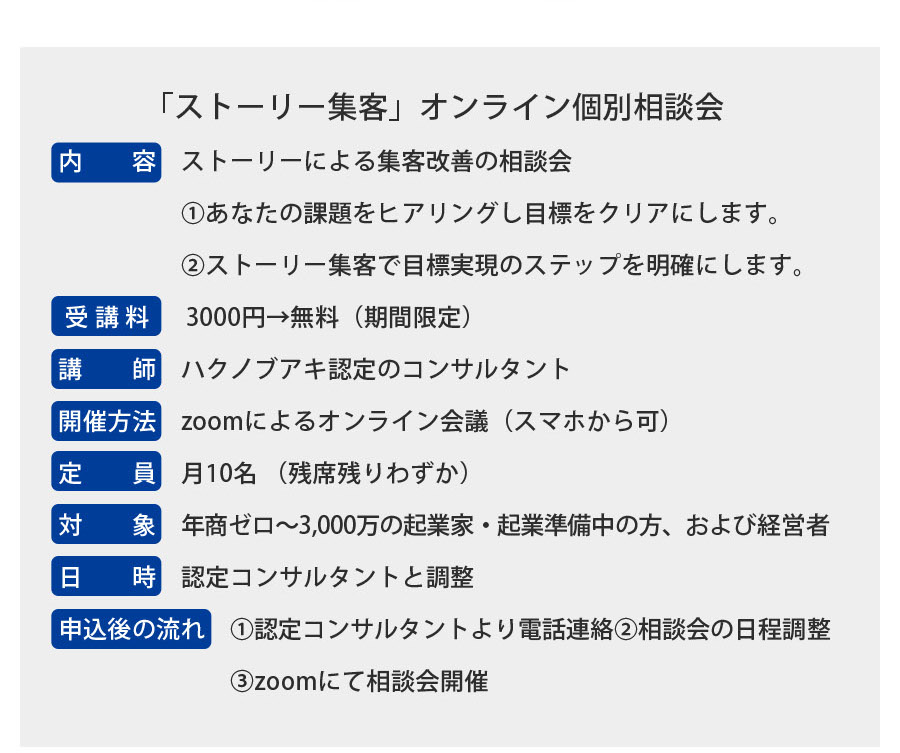 「ストーリー集客」オンライン個別相談会
内　容 ストーリーによる集客改善の相談会
①あなたの課題をヒアリングし目標をクリアにします。
②ストーリー集客で目標実現のステップを明確にします。
受講料 3000円→無料（期間限定）
講　師 ハクノブアキ認定のコンサルタント
開催方法 zoomによるオンライン会議（スマホから可）
定　員 月10名 （残席残りわずか）
対　象 年商ゼロ〜3,000万の起業家・起業準備中の方、および経営者
日　時 認定コンサルタントと調整
申込後の流れ ①認定コンサルタントより電話連絡②相談会の日程調整
③zoomにて相談会開催